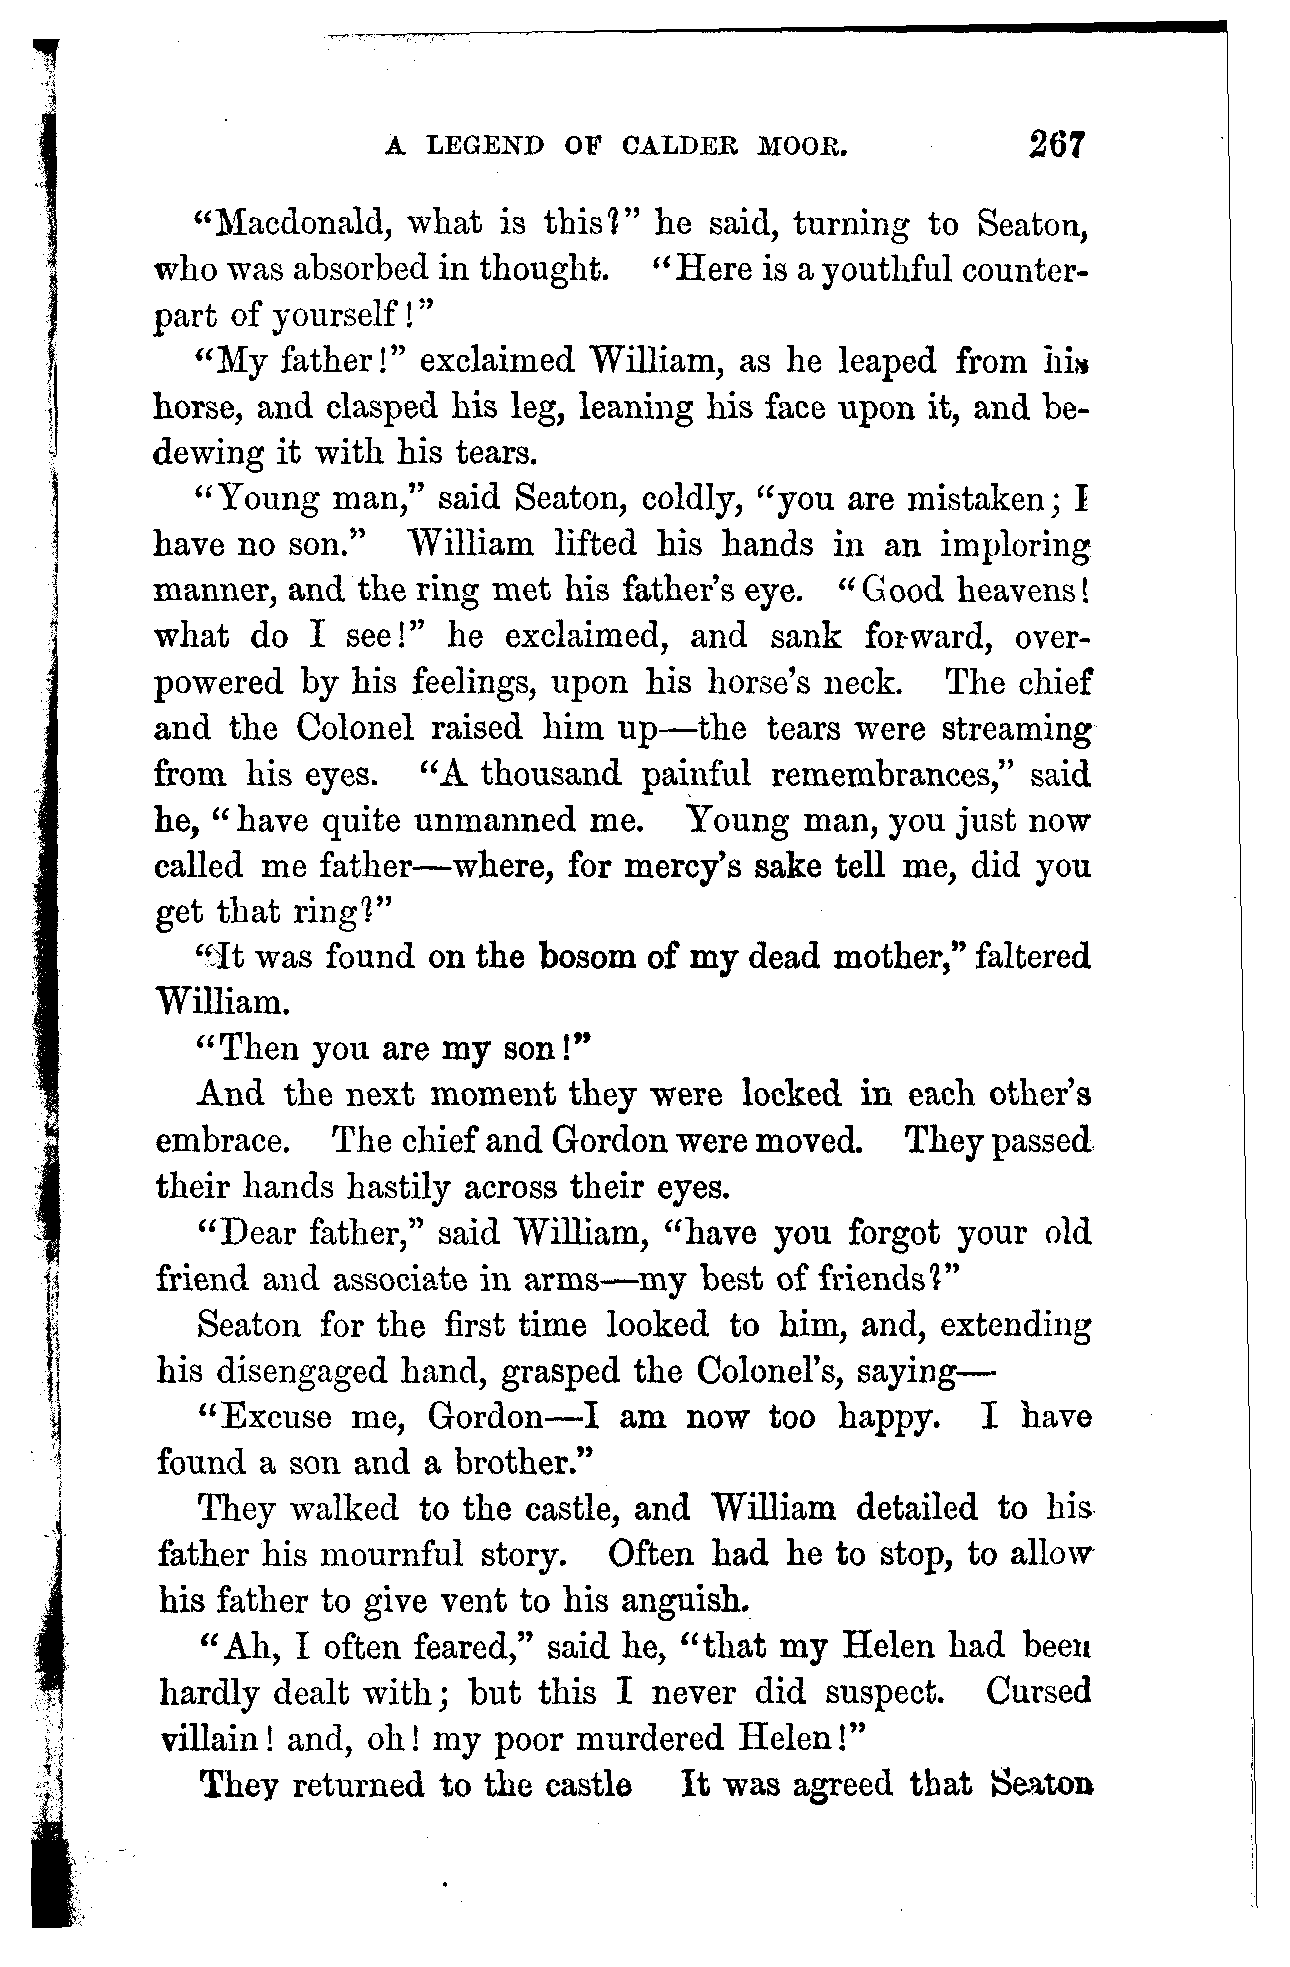 A LEGEND OF CALDER MOOR. 267
“Macdonald, what is this?” he said, turning to Seaton,
who was absorbed in thought. “Here is a youthful counter-
part of yourself!”
“My father!” exclaimed William, as he leaped from his
horse, and clasped his leg, leaning his face upon it, and be-
dewing it with his tears.
“Young man,” said Seaton, coldly, “you are mistaken; I
have no son.” William lifted his hands in an imploring
manner, and the ring met his father’s eye. “Good heavens!
what do I see!” he exclaimed, and sank forward, over-
powered by his feelings, upon his horse’s neck. The chief
and the Colonel raised him up—the tears were streaming
from his eyes. “A thousand painful remembrances,” said
he, “have quite unmanned me. Young man, you just now
called me father—where, for mercy’s sake tell me, did you
get that ring?”
“It was found on the bosom of my dead mother,” faltered
William.
“Then you are my son!”
And the next moment they were locked in each other’s
embrace. The chief and Gordon were moved. They passed
their hands hastily across their eyes.
“Dear father,” said William, “have you forgot your old
friend and associate in arms—my best of friends?”
Seaton for the first time looked to him, and, extending
his disengaged hand, grasped the Colonel’s, saying—
“Excuse me, Gordon—I am now too happy. I have
found a son and a brother.”
They walked to the castle, and William detailed to his
father his mournful story. Often had he to stop, to allow
his father to give vent to his anguish.
“Ah, I often feared,” said he, “that my Helen had been
hardly dealt with; but this I never did suspect. Cursed
villain! and, oh! my poor murdered Helen!”
They returned to the castle It was agreed that Seaton